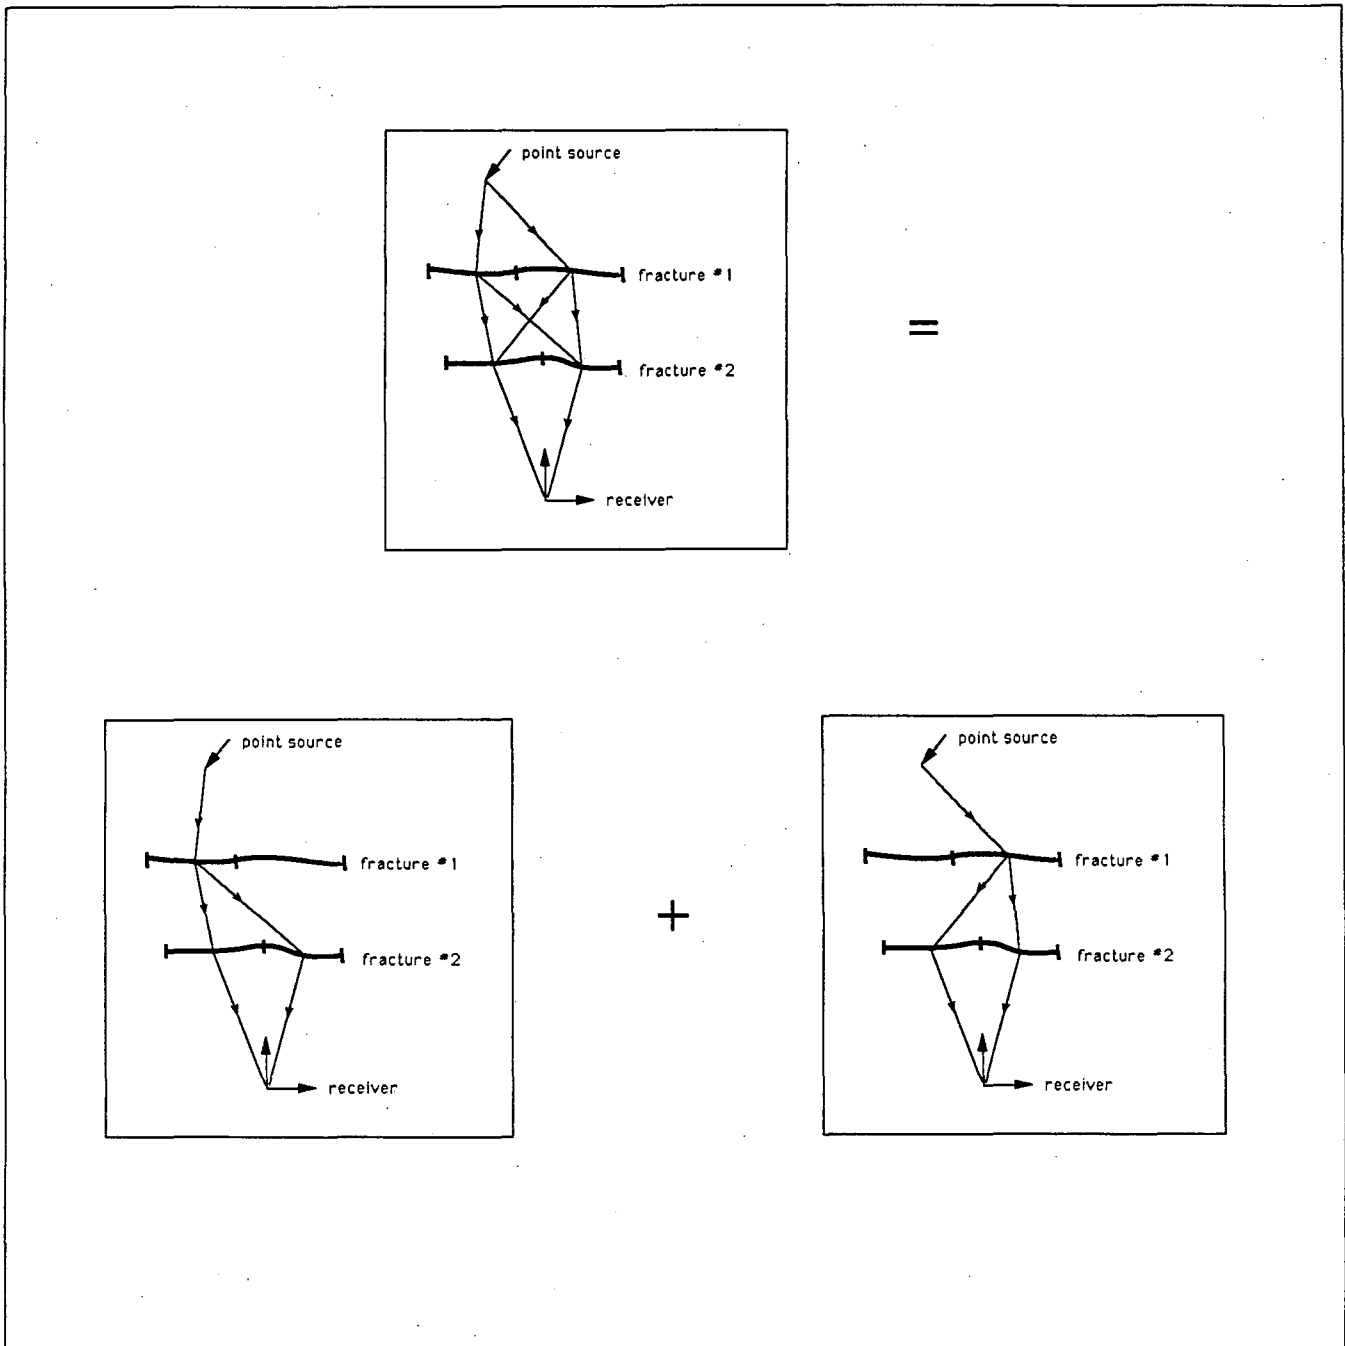 point source
fracture #1
=
fracture #2
receiver
point source
fracture #1
+
fracture #2
receiver
point source
fracture #1
fracture #2
receiver